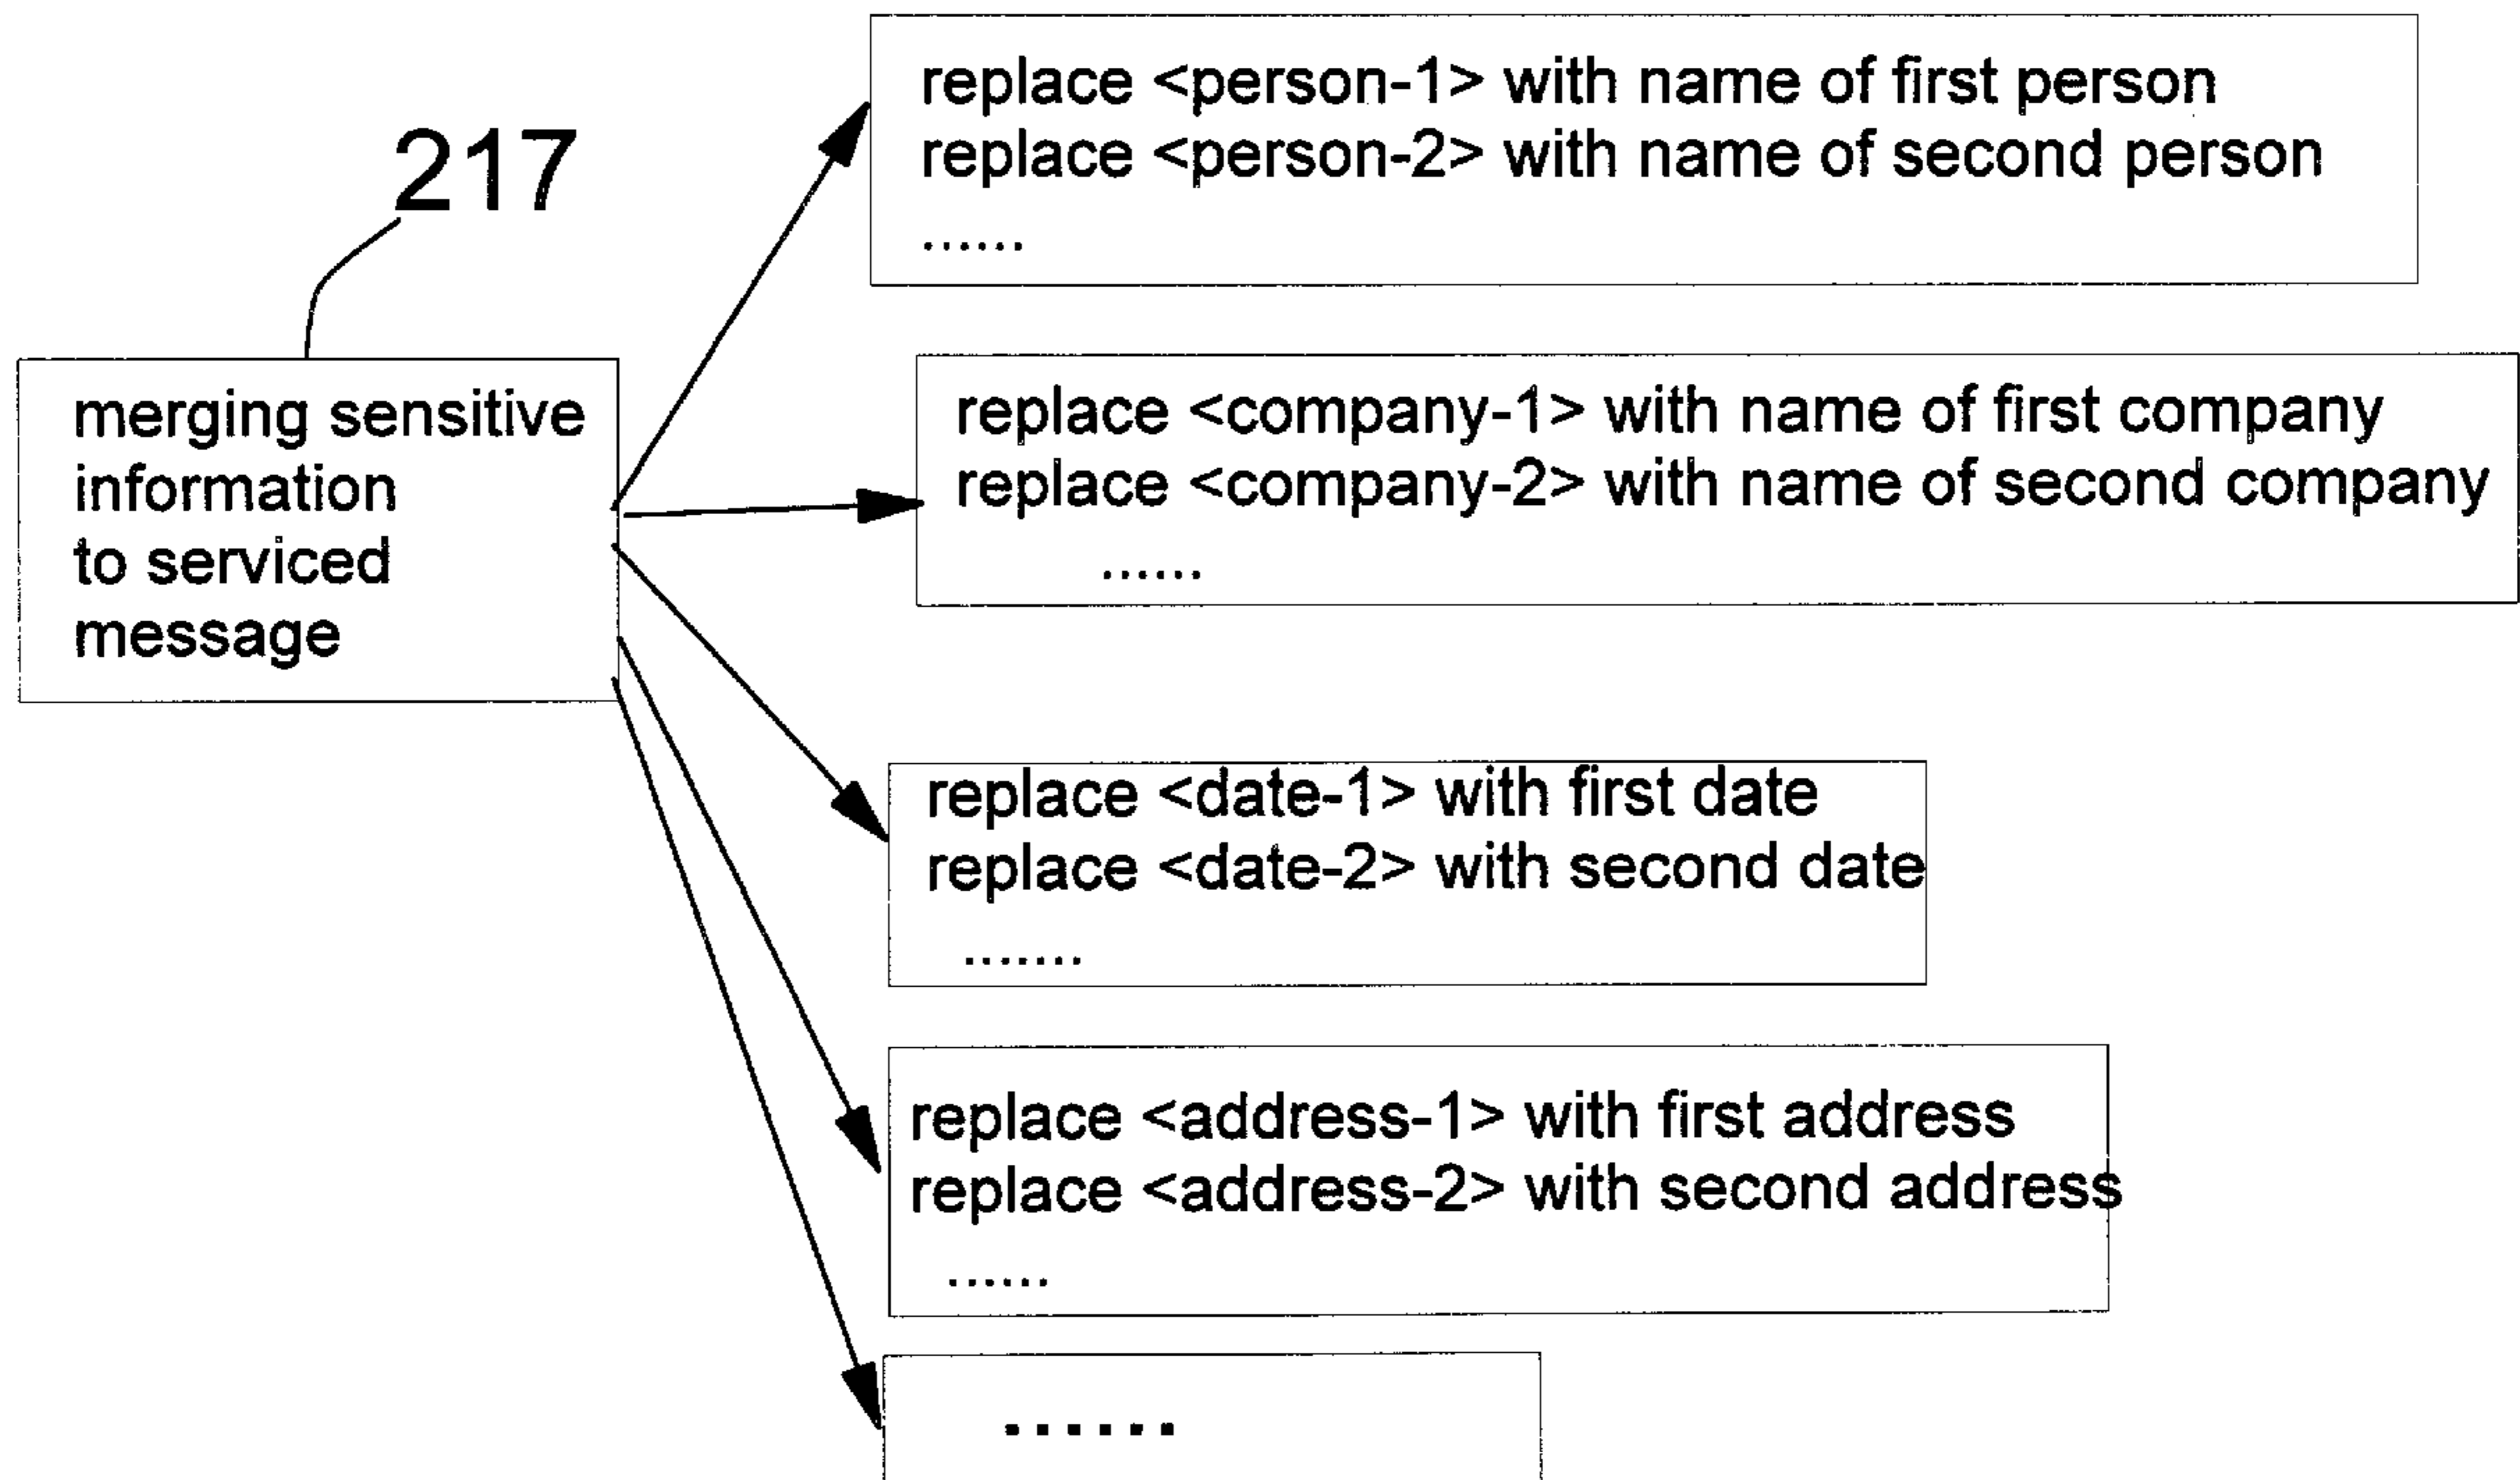 217
merging sensitive
information
to serviced
message
replace <person-1> with name of first person
replace <person-2> with name of second person
......
replace <company-1> with name of first company
replace <company-2> with name of second company
......
replace <date-1> with first date
replace <date-2> with second date
.......
replace <address-1> with first address
replace <address-2> with second address
......
......